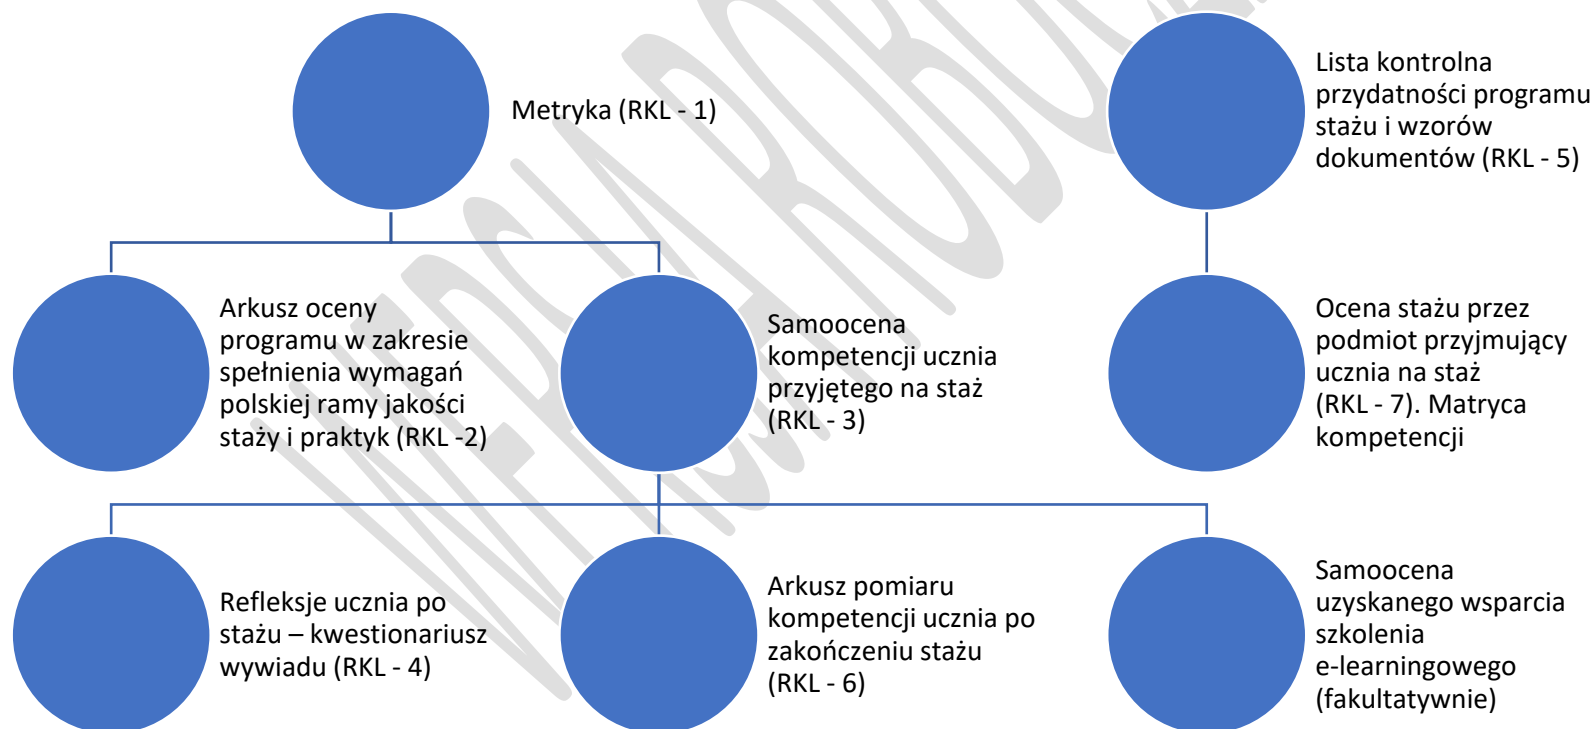 Metryka (RKL - 1)
Lista kontrolna
przydatności programu
stażu i wzorów
dokumentów (RKL - 5)
Arkusz oceny
programu w zakresie
spełnienia wymagań
polskiej ramy jakości
staży i praktyk (RKL -2)
Samoocena
kompetencji ucznia
przyjętego na staż
(RKL - 3)
Ocena stażu przez
podmiot przyjmujący
ucznia na staż
(RKL - 7). Matryca
kompetencji
Refleksje ucznia po
stażu – kwestionariusz
wywiadu (RKL - 4)
Arkusz pomiaru
kompetencji ucznia po
zakończeniu stażu
(RKL - 6)
Samoocena
uzyskanego wsparcia
szkolenia
e-learningowego
(fakultatywnie)